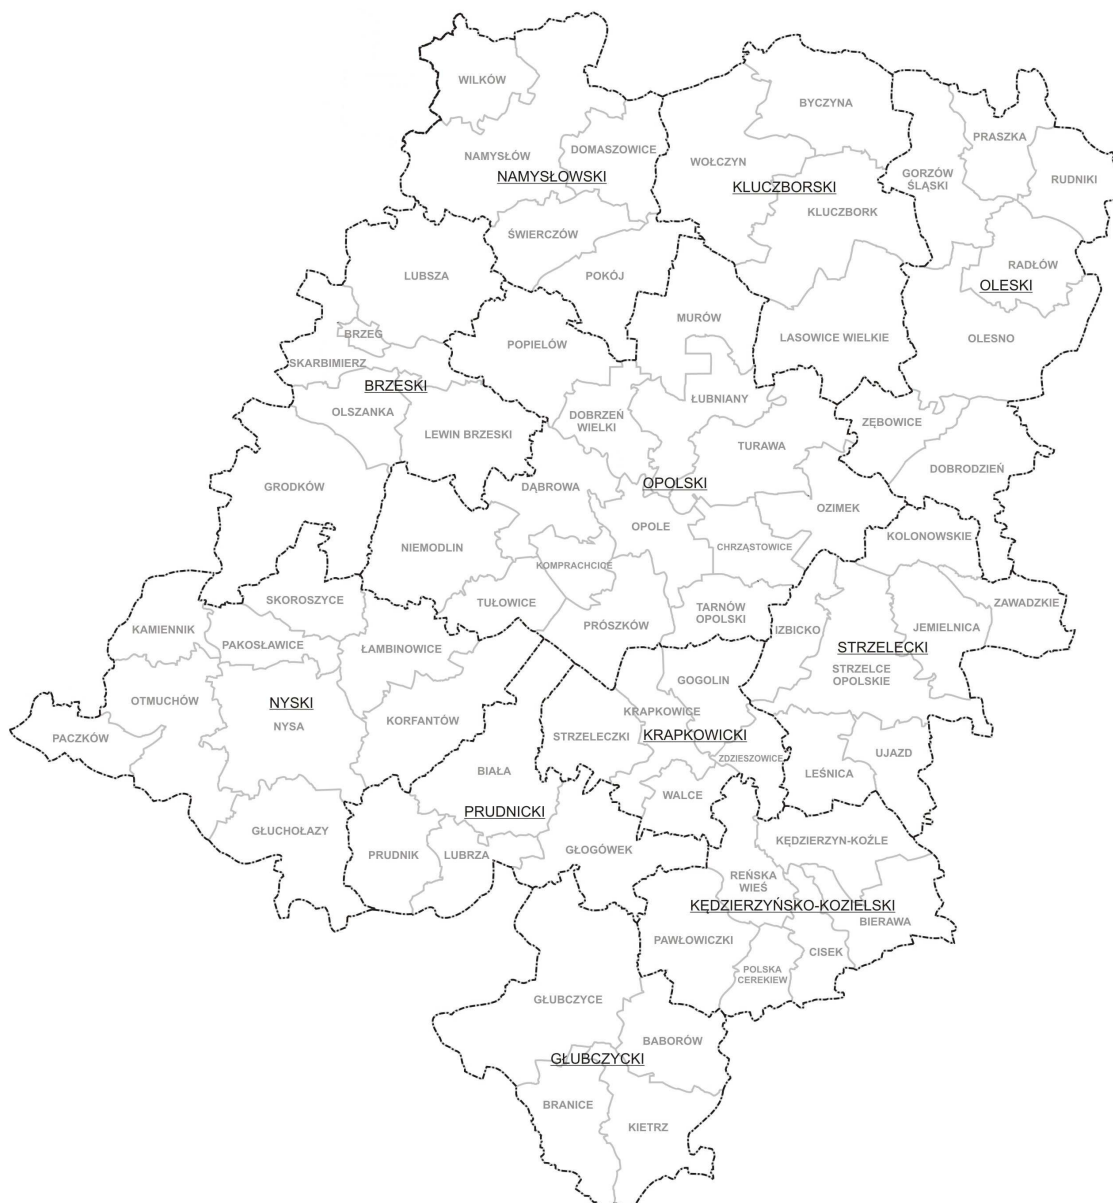 WILKÓW
BYCZYNA
PRASZKA
NAMYSŁÓW
DOMASZOWICE
WOŁCZYN
NAMYSŁOWSKI
KLUCZBORSKI
GORZÓW
ŚLĄSKI
RUDNIKI
KLUCZBORK
ŚWIERCZÓW
LUBSZA
POKÓJ
RADŁÓW
OLESKI
MURÓW
BRZEG
POPIELÓW
LASOWICE WIELKIE
OLESNO
SKARBIMIERZ
BRZESKI
OLSZANKA
LEWIN BRZESKI
DOBRZEŃ
WIELKI
ŁUBNIANY
ZĘBOWICE
TURAWA
DOBRODZIEŃ
GRODKÓW
DĄBROWA
OPOLSKI
OZIMEK
OPOLE
NIEMODLIN
CHRZĄSTOWICE
KOLONOWSKIE
KOMPRACHCICE
SKOROSZYCE
TUŁOWICE
PRÓSZKÓW
TARNÓW
OPOLSKI
ZAWADZKIE
KAMIENNIK
PAKOSŁAWICE
ŁAMBINOWICE
IZBICKO
JEMIELNICA
STRZELECKI
STRZELCE
OPOLSKIE
GOGOLIN
OTMUCHÓW
NYSKI
NYSA
KORFANTÓW
KRAPKOWICE
PACZKÓW
STRZELECZKI
KRAPKOWICKI
ZDZIESZOWICE
UJAZD
LEŚNICA
BIAŁA
WALCE
PRUDNICKI
GŁUCHOŁAZY
PRUDNIK
LUBRZA
GŁOGÓWEK
KĘDZIERZYN-KOŹLE
REŃSKA
WIEŚ
KĘDZIERZYŃSKO-KOZIELSKI
BIERAWA
PAWŁOWICZKI
CISEK
POLSKA
CEREKIEW
GŁUBCZYCE
BABORÓW
GŁUBCZYCKI
BRANICE
KIETRZ